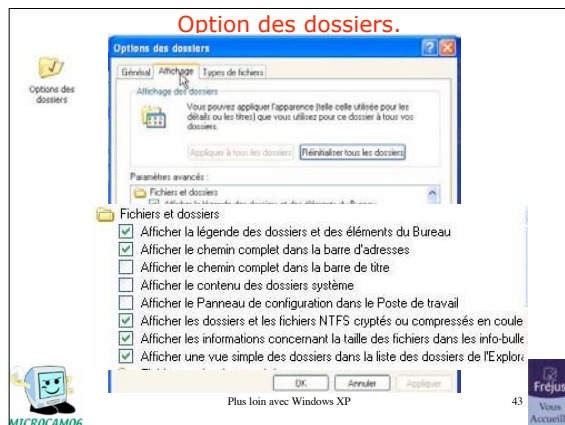 Option des dossiers.
Options des dossiers
Options des
dossiers
Général Affichage Types de fichiers
Affichage des dossiers
Vous pouvez appliquer l'apparence (telle celle utilisée pour les
détails ou les titres) que vous utilisez pour ce dossier à tous vos
dossiers.
Appliquer à tous les dossiers Réinitialiser tous les dossiers
Paramètres avancés :
Fichiers et dossiers
Fichiers et dossiers
Afficher la légende des dossiers et des éléments du Bureau
Afficher le chemin complet dans la barre d'adresses
Afficher le chemin complet dans la barre de titre
Afficher le contenu des dossiers système
Afficher le Panneau de configuration dans le Poste de travail
Afficher les dossiers et les fichiers NTFS cryptés ou compressés en coule
Afficher les informations concernant la taille des fichiers dans les info-bulle
Afficher une vue simple des dossiers dans la liste des dossiers de l'Explora
OK Annuler Appliquer
Plus loin avec Windows XP 43
MICROCAM06
Fréjus
Vous
Accueill